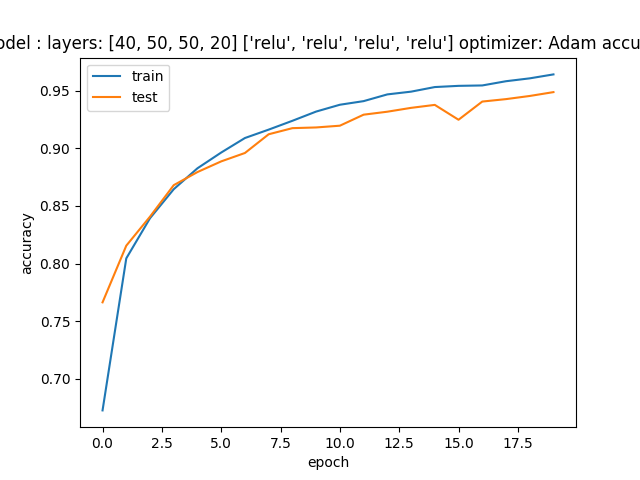 layers: [40, 50, 50, 20] ['relu', 'relu', 'relu', 'relu'] optimizer: Adam
train
test
0.95
0.90
0.85
0.80
0.75
0.70
accuracy
0.0 2.5 5.0 7.5 10.0 12.5 15.0 17.5
epoch